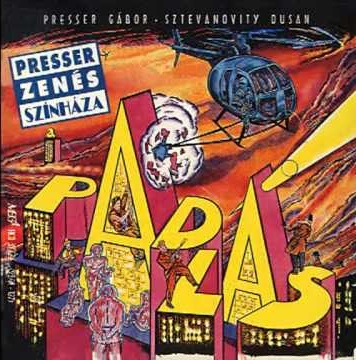 PRESSER GÁBOR - SZTEVANOVITY DUSAN
PRESSER
ZENÉS
SZÍNHÁZA
A
PADLÁS